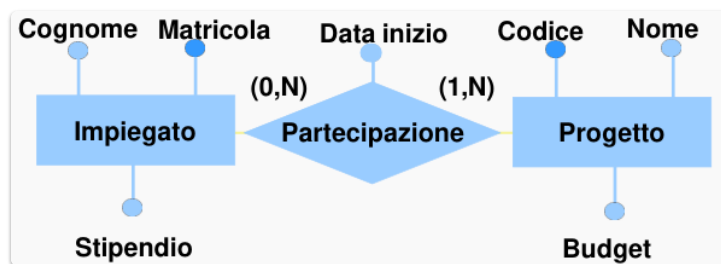 Cognome Matricola Data inizio Codice Nome
(0,N) (1,N)
Impiegato Partecipazione Progetto
Stipendio Budget